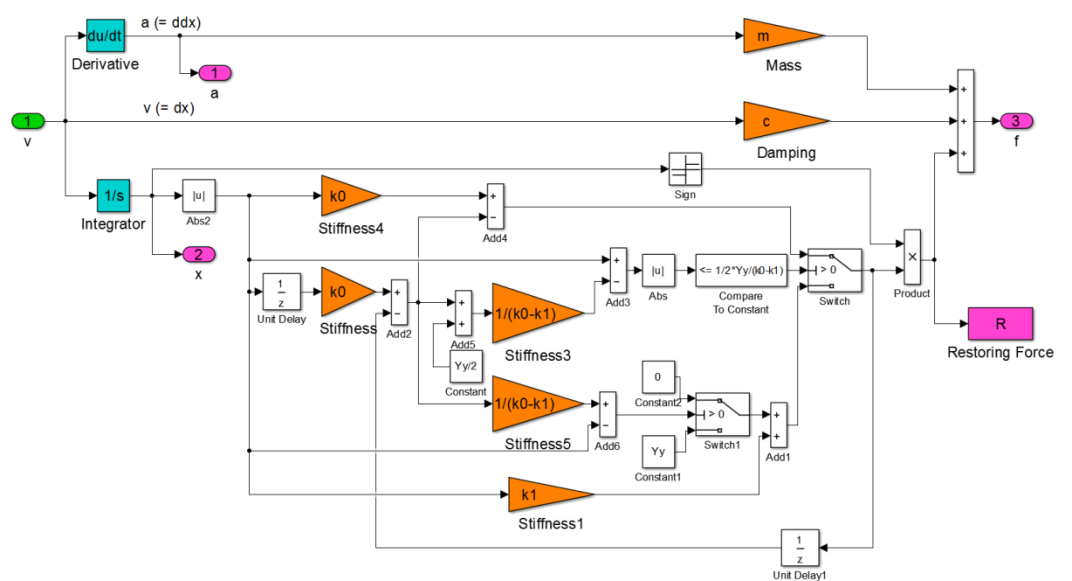 a (= ddx)
du/dt
Derivative
1
a
m
Mass
v (= dx)
v
c
Damping
+
+
+
3
f
1/s
Integrator
|u|
Abs2
k0
Stiffness4
+
−
Add4
Sign
2
x
1
z
Unit Delay
k0
Stiffness
+
−
Add2
+
+
Add5
Yy/2
Constant
1/(k0-k1)
Stiffness3
+
−
Add3
|u|
Abs
<= 1/2*Yy/(k0-k1)
Compare
To Constant
> 0
Switch
×
Product
R
Restoring Force
1/(k0-k1)
Stiffness5
+
−
Add6
0
Constant2
Yy
Constant1
> 0
Switch1
+
+
Add1
k1
Stiffness1
1
z
Unit Delay1